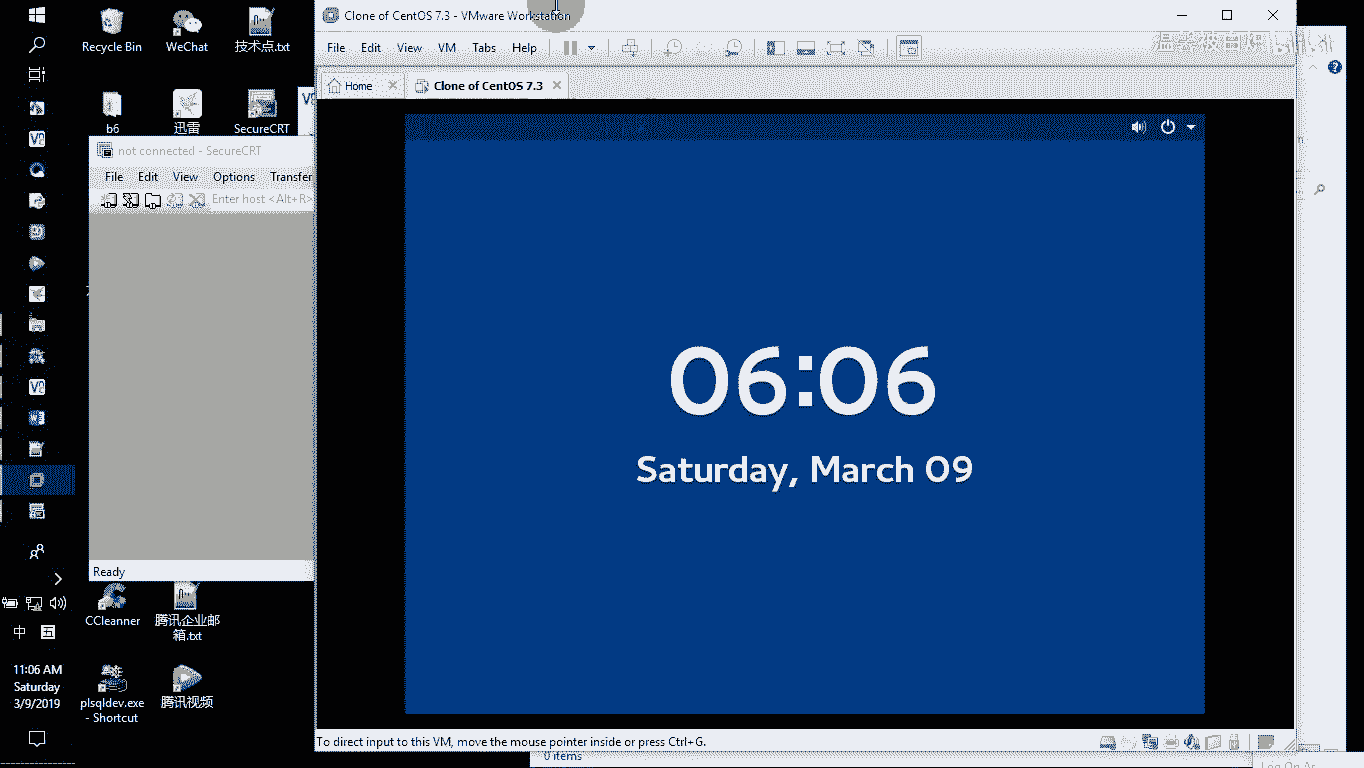 Clone of CentOS 7.3 - VMware Workstation
File Edit View VM Tabs Help
Home
Clone of CentOS 7.3
Recycle Bin
WeChat
技术点.txt
b6
迅雷
SecureCRT
not connected - SecureCRT
File Edit View Options Transfer
Enter host <Alt+R>
06:06
Saturday, March 09
Ready
CCleanner
腾讯企业邮
箱.txt
中
五
11:06 AM
Saturday
3/9/2019
plsqldev.exe
- Shortcut
腾讯视频
To direct input to this VM, move the mouse pointer inside or press Ctrl+G.
0 items